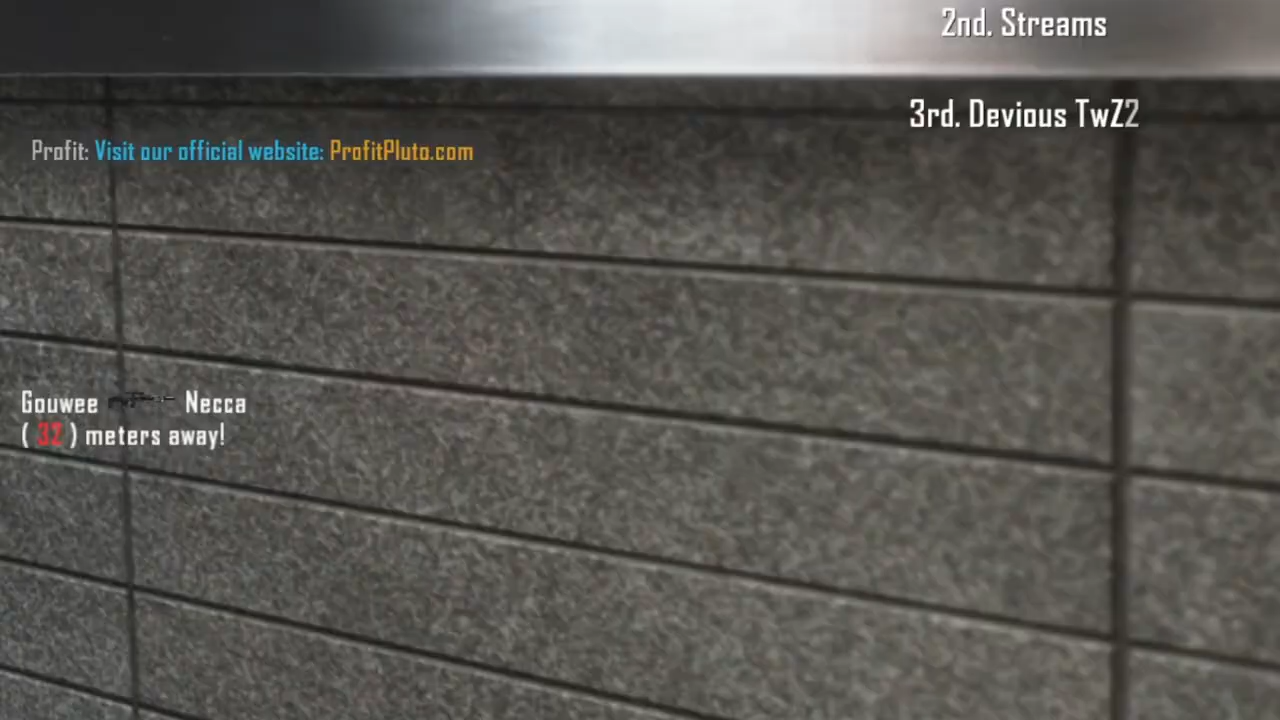 2nd. Streams
3rd. Devious TwZ2
Profit: Visit our official website: ProfitPluto.com
Gouwee Necca
( 32 ) meters away!